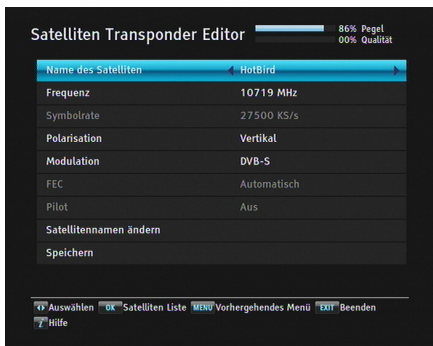 Satelliten Transponder Editor 86% Pegel
00% Qualität
Name des Satelliten HotBird
Frequenz 10719 MHz
Symbolrate 27500 KS/s
Polarisation Vertikal
Modulation DVB-S
FEC Automatisch
Pilot Aus
Satellitennamen ändern
Speichern
Auswählen OK Satelliten Liste MENU Vorhergehendes Menü EXIT Beenden
? Hilfe